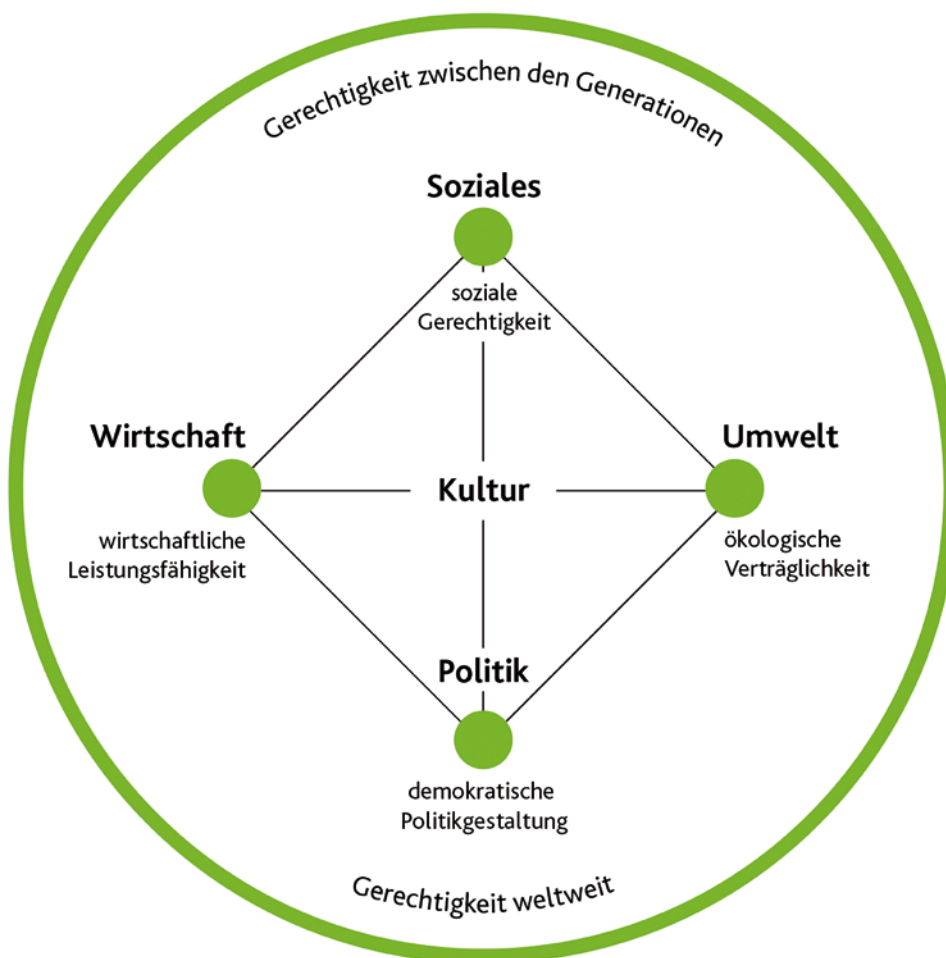 Gerechtigkeit zwischen den Generationen
Soziales
soziale
Gerechtigkeit
Wirtschaft
wirtschaftliche
Leistungsfähigkeit
Kultur
Umwelt
ökologische
Verträglichkeit
Politik
demokratische
Politikgestaltung
Gerechtigkeit weltweit